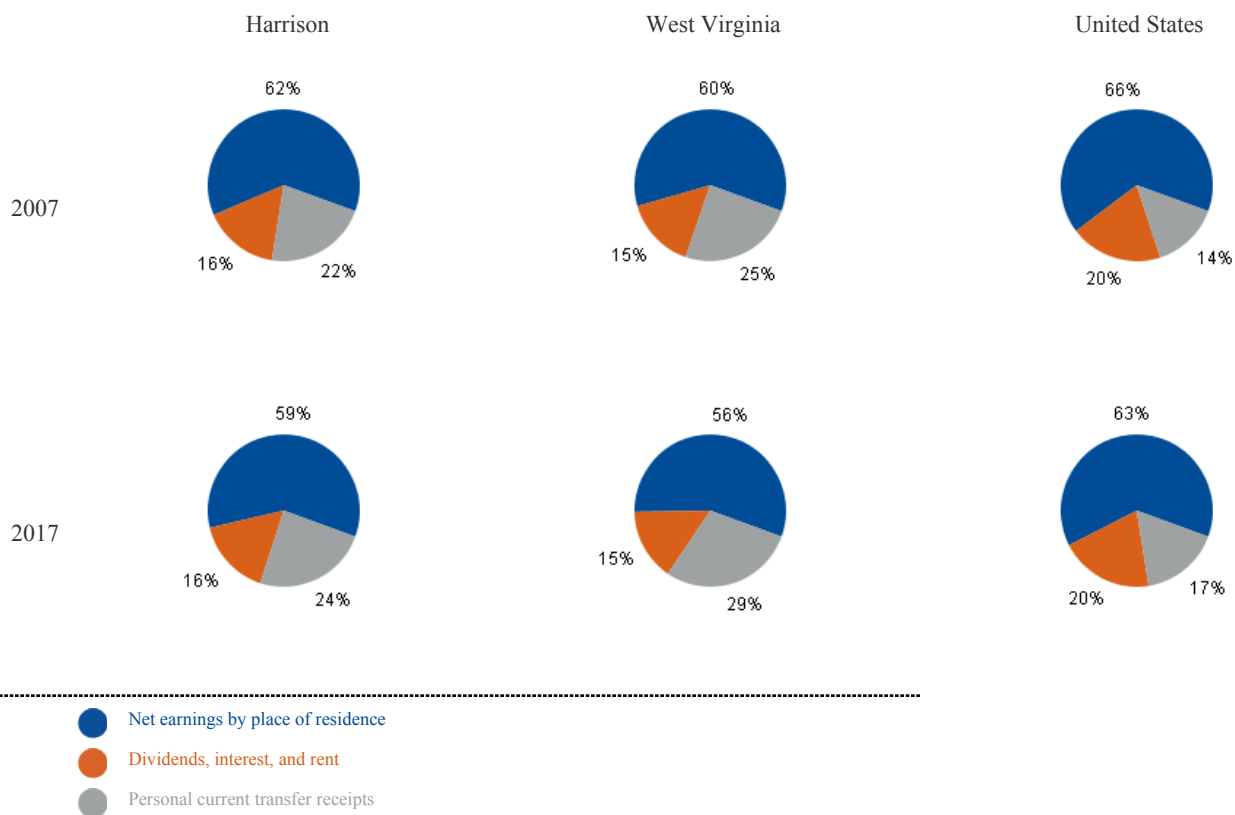 Harrison West Virginia United States
62% 60% 66%
2007
16% 22% 15% 25% 20% 14%
59% 56% 63%
2017
16% 24% 15% 29% 20% 17%
Net earnings by place of residence
Dividends, interest, and rent
Personal current transfer receipts